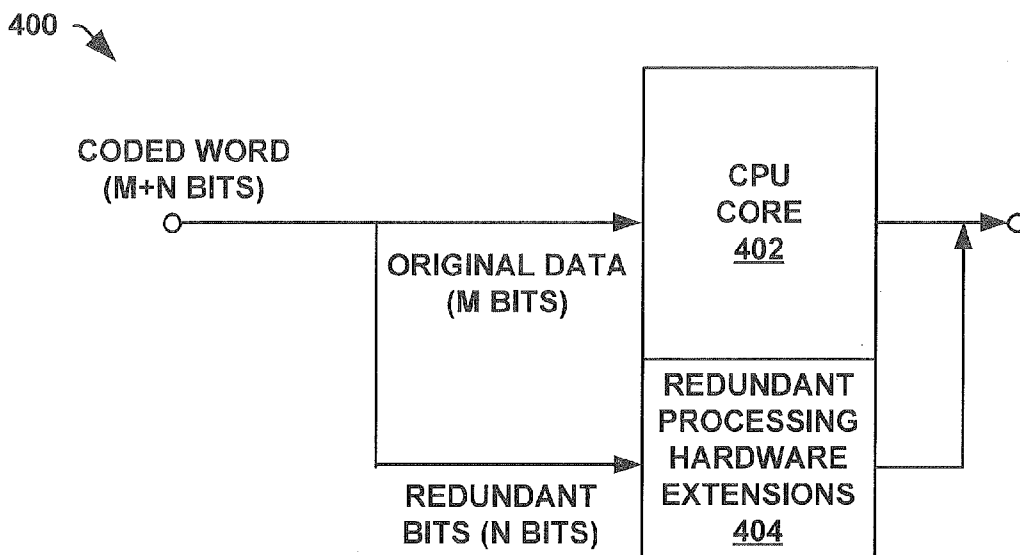 400
CODED WORD
(M+N BITS)
CPU
CORE
402
ORIGINAL DATA
(M BITS)
REDUNDANT
PROCESSING
HARDWARE
EXTENSIONS
404
REDUNDANT
BITS (N BITS)